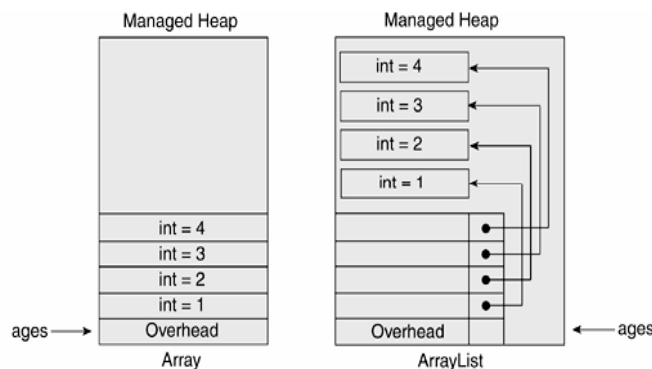 Managed Heap
int = 4
int = 3
int = 2
int = 1
ages
Overhead
Array
Managed Heap
int = 4
int = 3
int = 2
int = 1
Overhead
ages
ArrayList